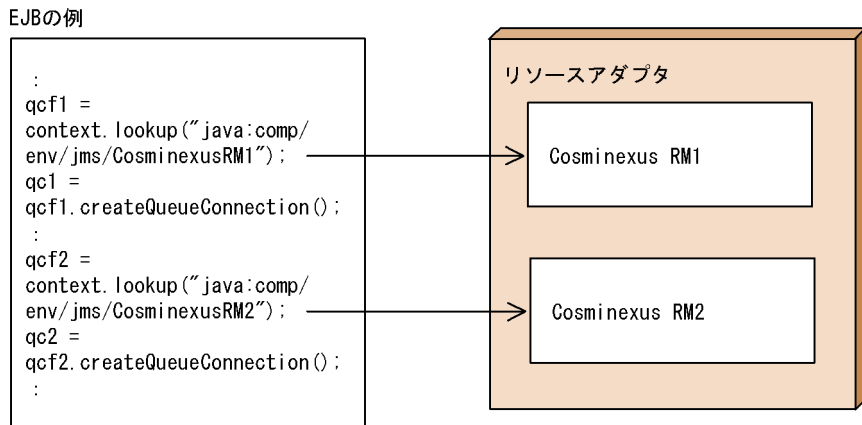 EJBの例
:
qcf1 =
context.lookup("java:comp/
env/jms/CosminexusRM1");
qc1 =
qcf1.createQueueConnection();
:
qcf2 =
context.lookup("java:comp/
env/jms/CosminexusRM2");
qc2 =
qcf2.createQueueConnection();
:
リソースアダプタ
Cosminexus RM1
Cosminexus RM2